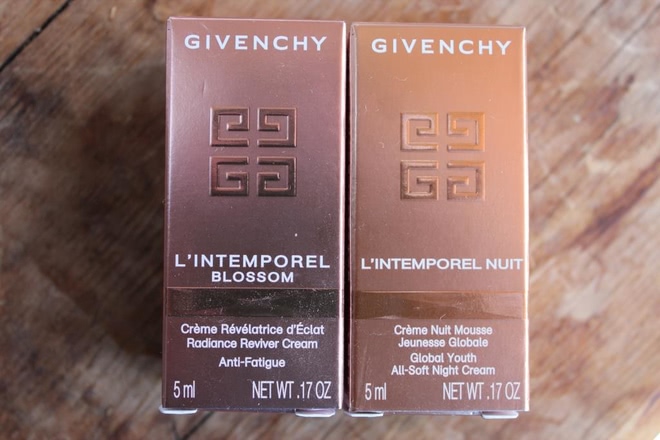 GIVENCHY
L'INTEMPOREL
BLOSSOM
Crème Révélatrice d'Éclat
Radiance Reviver Cream
Anti-Fatigue
5 ml NET WT .17 OZ
GIVENCHY
L'INTEMPOREL NUIT
Crème Nuit Mousse
Jeunesse Globale
Global Youth
All-Soft Night Cream
5 ml NET WT .17 OZ